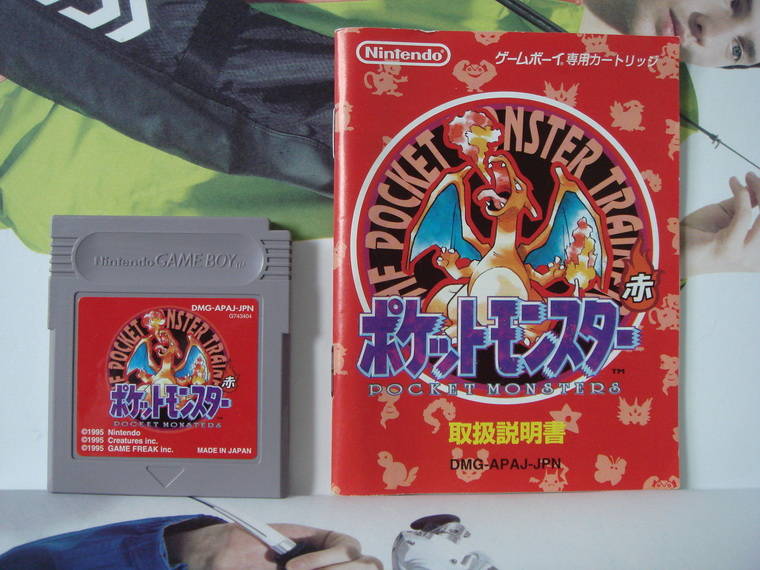 Nintendo GAME BOY TM
DMG-APAJ-JPN
G743404
THE POCKET MONSTER TRAINER
赤
ポケットモンスター
POCKET MONSTERS
©1995 Nintendo
©1995 Creatures inc.
©1995 GAME FREAK inc.
MADE IN JAPAN
Nintendo®
ゲームボーイ®専用カートリッジ
THE POCKET MONSTER TRAINER
赤
ポケットモンスター
TM
POCKET MONSTERS
取扱説明書
DMG-APAJ-JPN